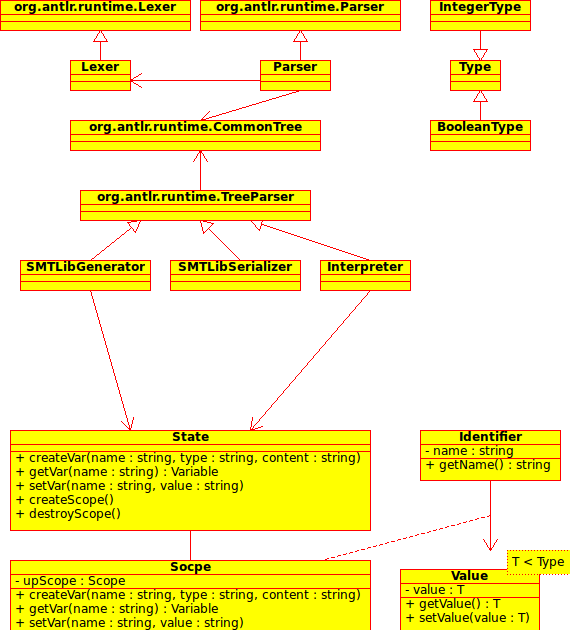 org.antlr.runtime.Lexer
org.antlr.runtime.Parser
IntegerType
Lexer
Parser
Type
org.antlr.runtime.CommonTree
BooleanType
org.antlr.runtime.TreeParser
SMTLibGenerator
SMTLibSerializer
Interpreter
State
+ createVar(name : string, type : string, content : string)
+ getVar(name : string) : Variable
+ setVar(name : string, value : string)
+ createScope()
+ destroyScope()
Identifier
- name : string
+ getName() : string
Socpe
- upScope : Scope
+ createVar(name : string, type : string, content : string)
+ getVar(name : string) : Variable
+ setVar(name : string, value : string)
T < Type
Value
- value : T
+ getValue() : T
+ setValue(value : T)